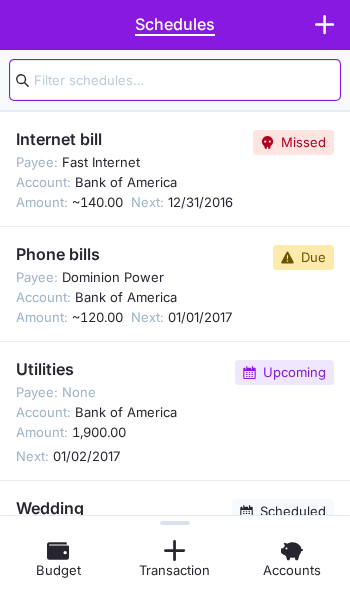 Schedules
Filter schedules...
Internet bill
Missed
Payee: Fast Internet
Account: Bank of America
Amount: ~140.00 Next: 12/31/2016
Phone bills
Due
Payee: Dominion Power
Account: Bank of America
Amount: ~120.00 Next: 01/01/2017
Utilities
Upcoming
Payee: None
Account: Bank of America
Amount: 1,900.00
Next: 01/02/2017
Wedding
Scheduled
Budget Transaction Accounts